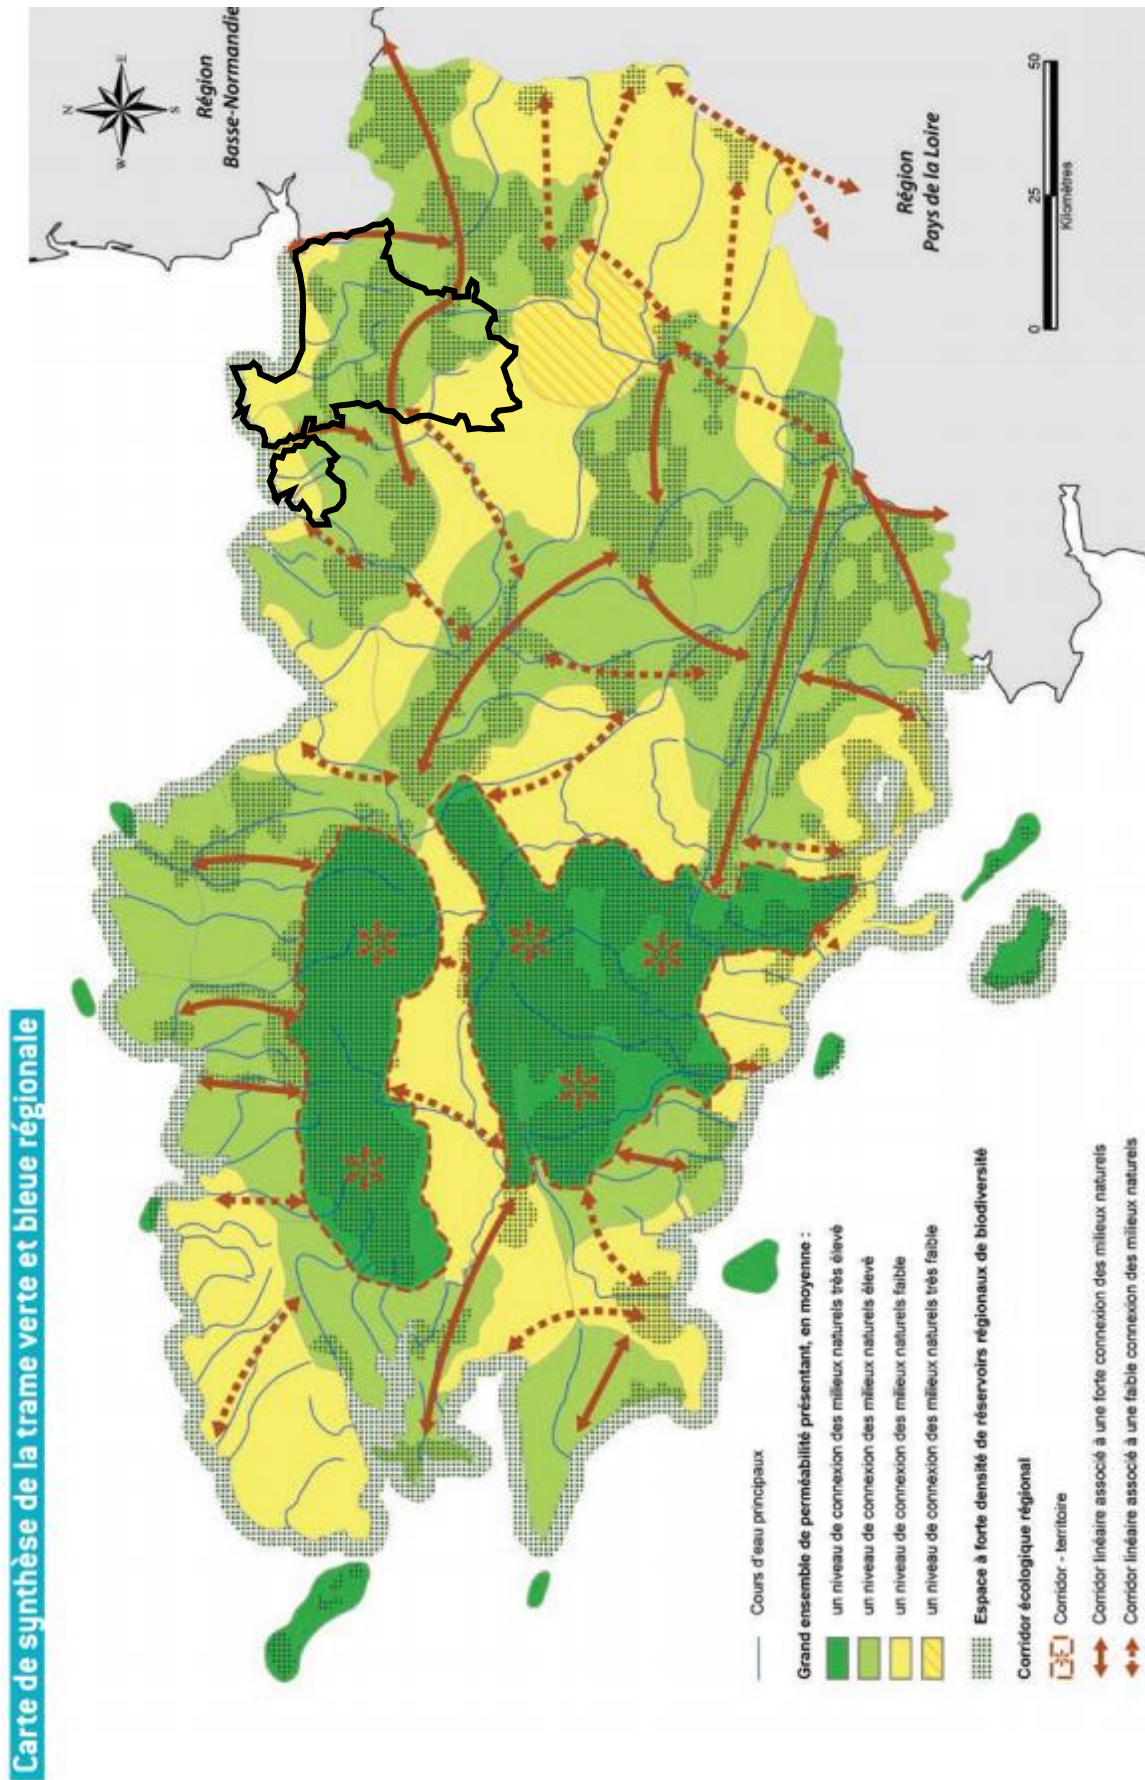 Carte de synthèse de la trame verte et bleue régionale
N
E
S
W
Région
Basse-Normandie
Région
Pays de la Loire
0 25 50
Kilomètres
Cours d'eau principaux
Grand ensemble de perméabilité présentant, en moyenne :
un niveau de connexion des milieux naturels très élevé
un niveau de connexion des milieux naturels élevé
un niveau de connexion des milieux naturels faible
un niveau de connexion des milieux naturels très faible
Espace à forte densité de réservoirs régionaux de biodiversité
Corridor écologique régional
Corridor - territoire
Corridor linéaire associé à une forte connexion des milieux naturels
Corridor linéaire associé à une faible connexion des milieux naturels